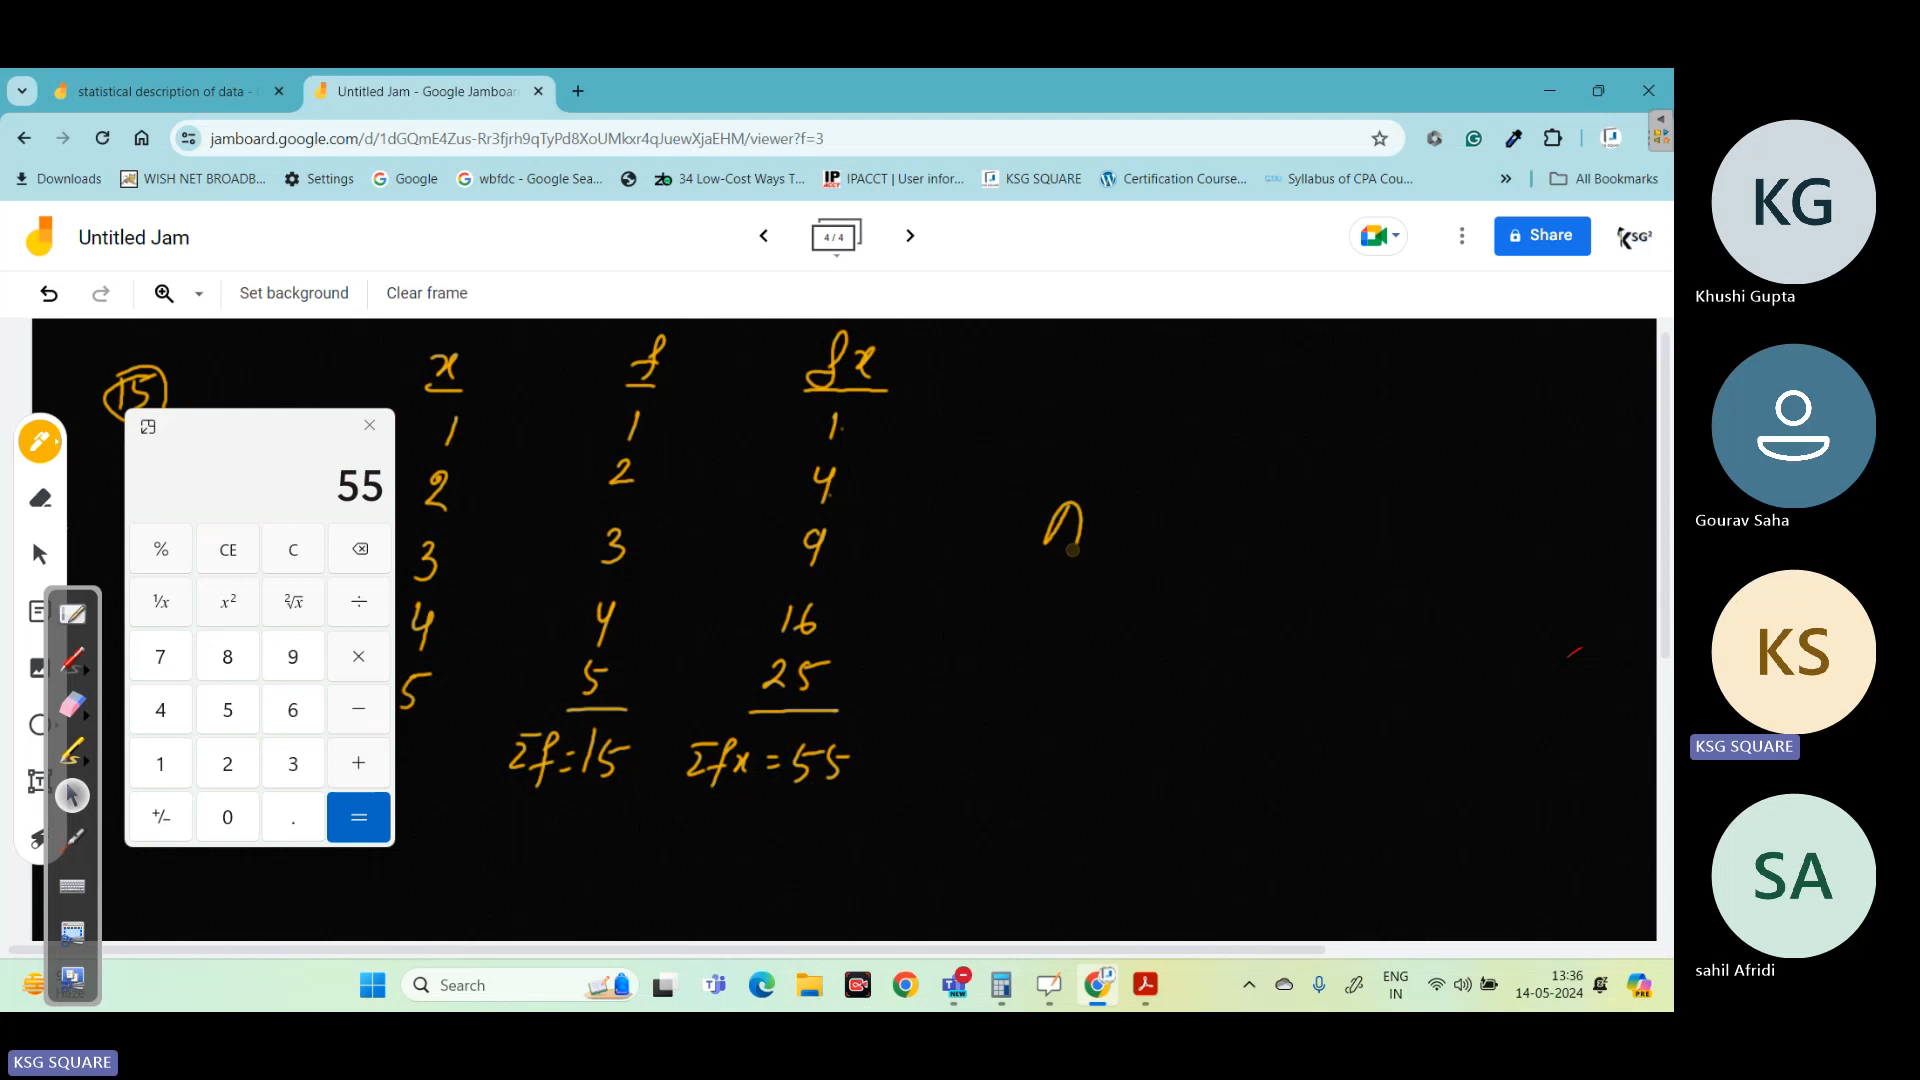 statistical description of data -
Untitled Jam - Google Jamboar
jamboard.google.com/d/1dGQmE4Zus-Rr3fjrh9qTyPd8XoUMkxr4qJuewXjaEHM/viewer?f=3
Downloads WISH NET BROADB... Settings Google wbfdc - Google Sea... 34 Low-Cost Ways T... IPACCT | User infor... KSG SQUARE Certification Course... Syllabus of CPA Cou... » All Bookmarks
Untitled Jam
4 / 4
Share
KSG²
Set background Clear frame
15
x f fx
1 1 1
2 2 4
3 3 9
4 4 16
5 5 25
Σf=15 Σfx = 55
55
% CE C
¹/x x² ²√x ÷
7 8 9 ×
4 5 6 −
1 2 3 +
+/− 0 . =
Search
ENG
IN
13:36
14-05-2024
KG
Khushi Gupta
Gourav Saha
KS
KSG SQUARE
SA
sahil Afridi
KSG SQUARE